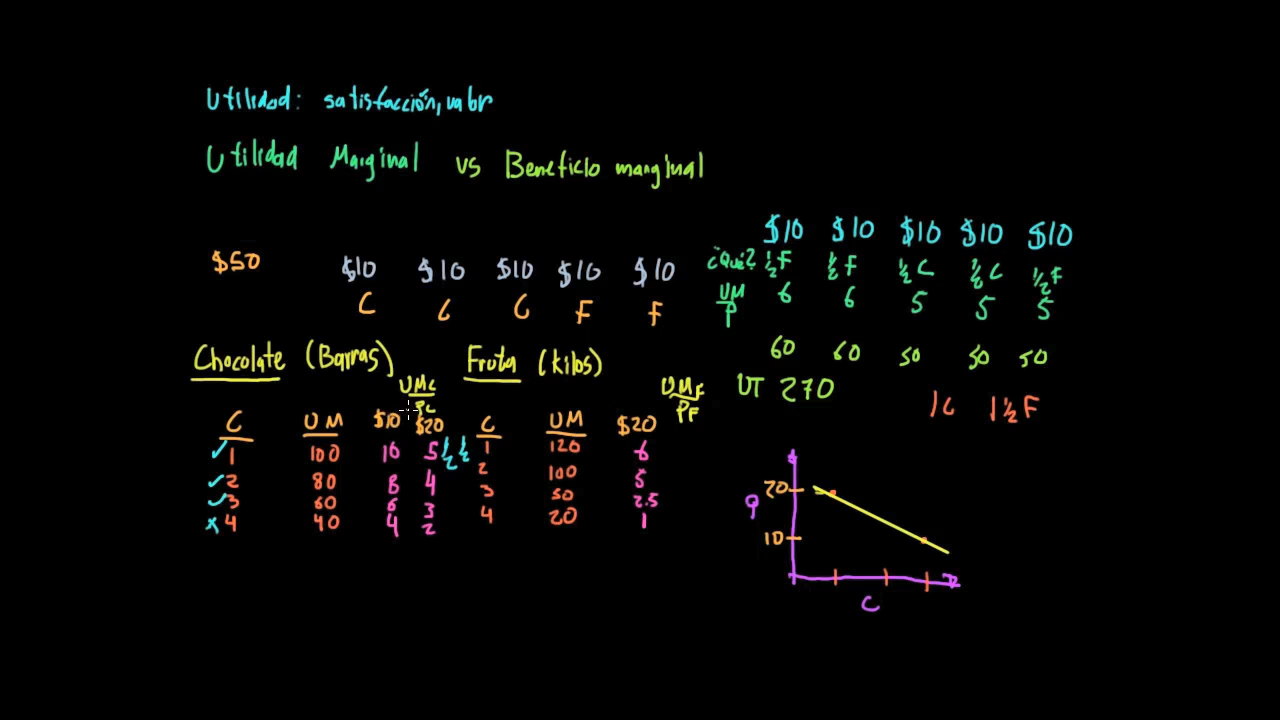 Utilidad: satisfacción, valor
Utilidad Marginal vs Beneficio marginal
$10 $10 $10 $10 $10
$50 $10 $10 $10 $10 $10
¿Qué? ½F ½F ½C ½C ½F
C C C F F
UM/P 6 6 5 5 5
60 60 50 50 50
UT 270
1C 1½F
Chocolate (Barras) Fruta (kilos)
UMc/Pc UMF/PF
C UM $10 $20 C UM $20
1 100 10 5 ½ ½ 1 120 6
2 80 8 4 2 100 5
3 60 6 3 3 50 2.5
4 40 4 2 4 20 1
20
10
P
C